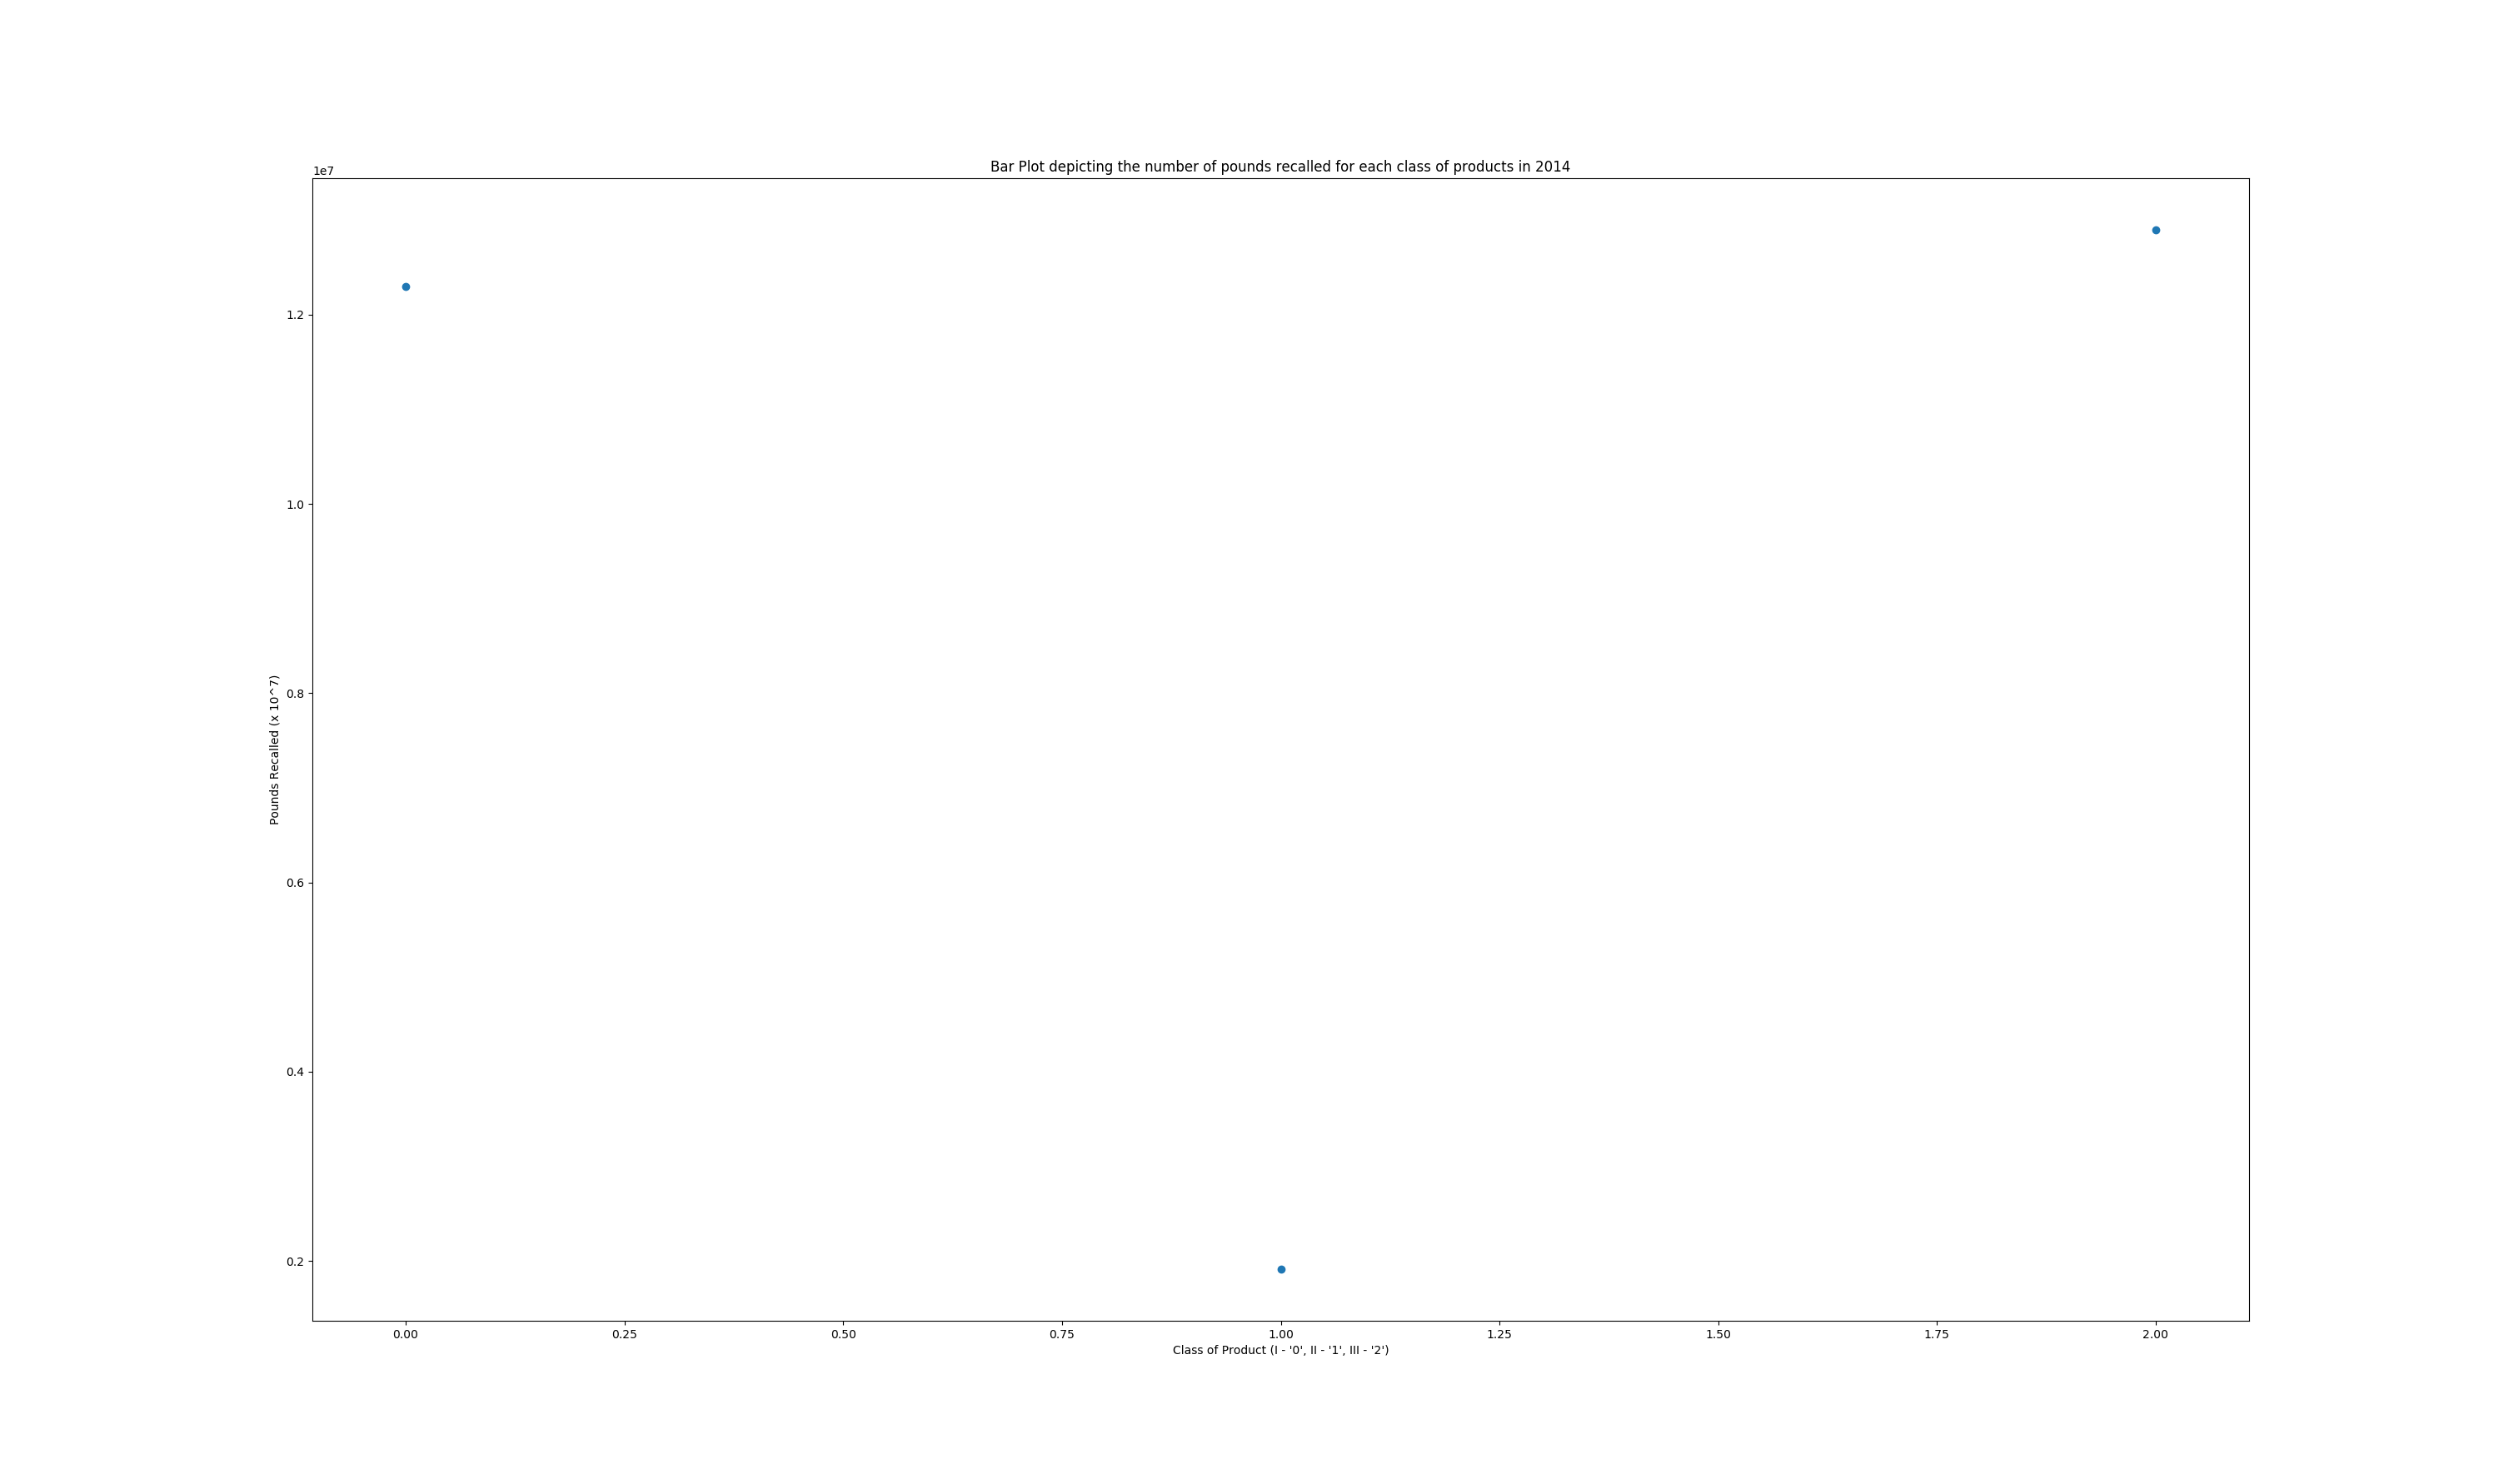 Bar Plot depicting the number of pounds recalled for each class of products in 2014
1e7
1.2
1.0
0.8
0.6
0.4
0.2
Pounds Recalled (x 10^7)
0.00 0.25 0.50 0.75 1.00 1.25 1.50 1.75 2.00
Class of Product (I - '0', II - '1', III - '2')